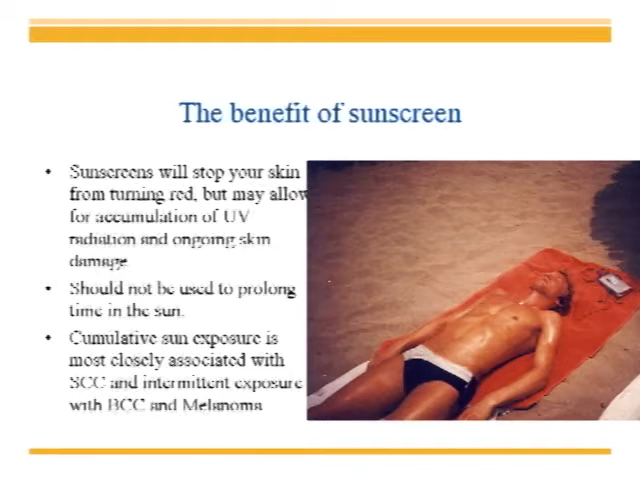 The benefit of sunscreen
• Sunscreens will stop your skin
from turning red, but may allow
for accumulation of UV
radiation and ongoing skin
damage
• Should not be used to prolong
time in the sun.
• Cumulative sun exposure is
most closely associated with
SCC and intermittent exposure
with BCC and Melanoma